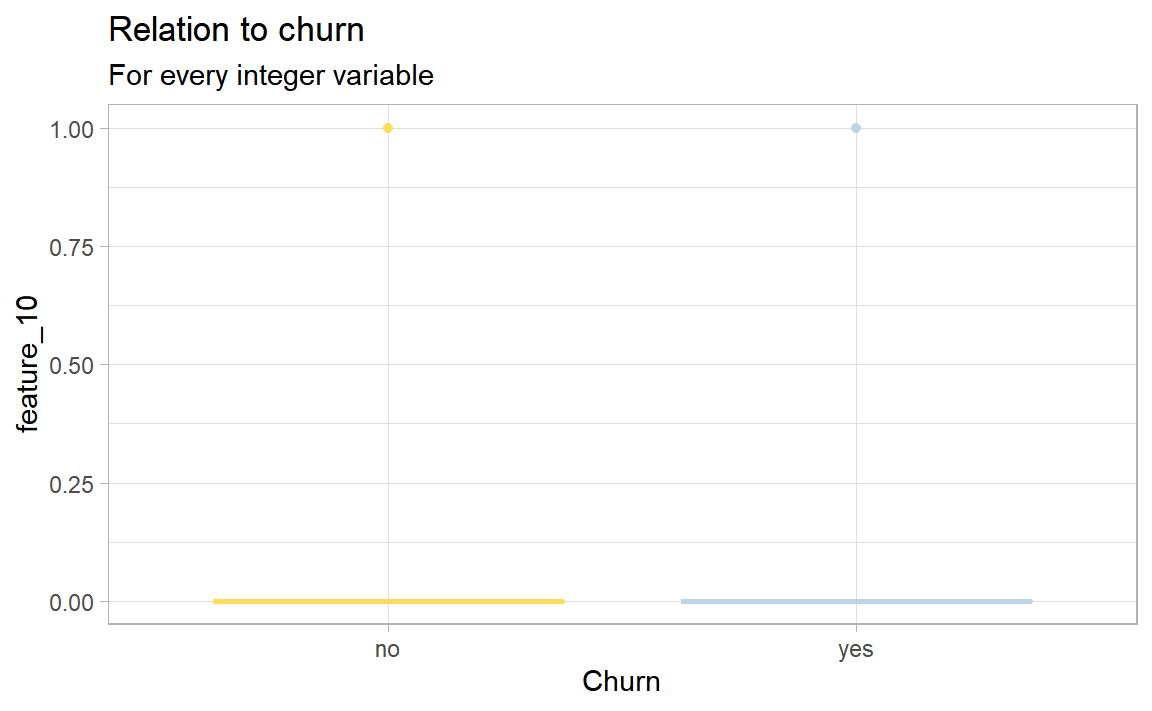 Relation to churn
For every integer variable
1.00
0.75
0.50
0.25
0.00
feature_10
no
yes
Churn